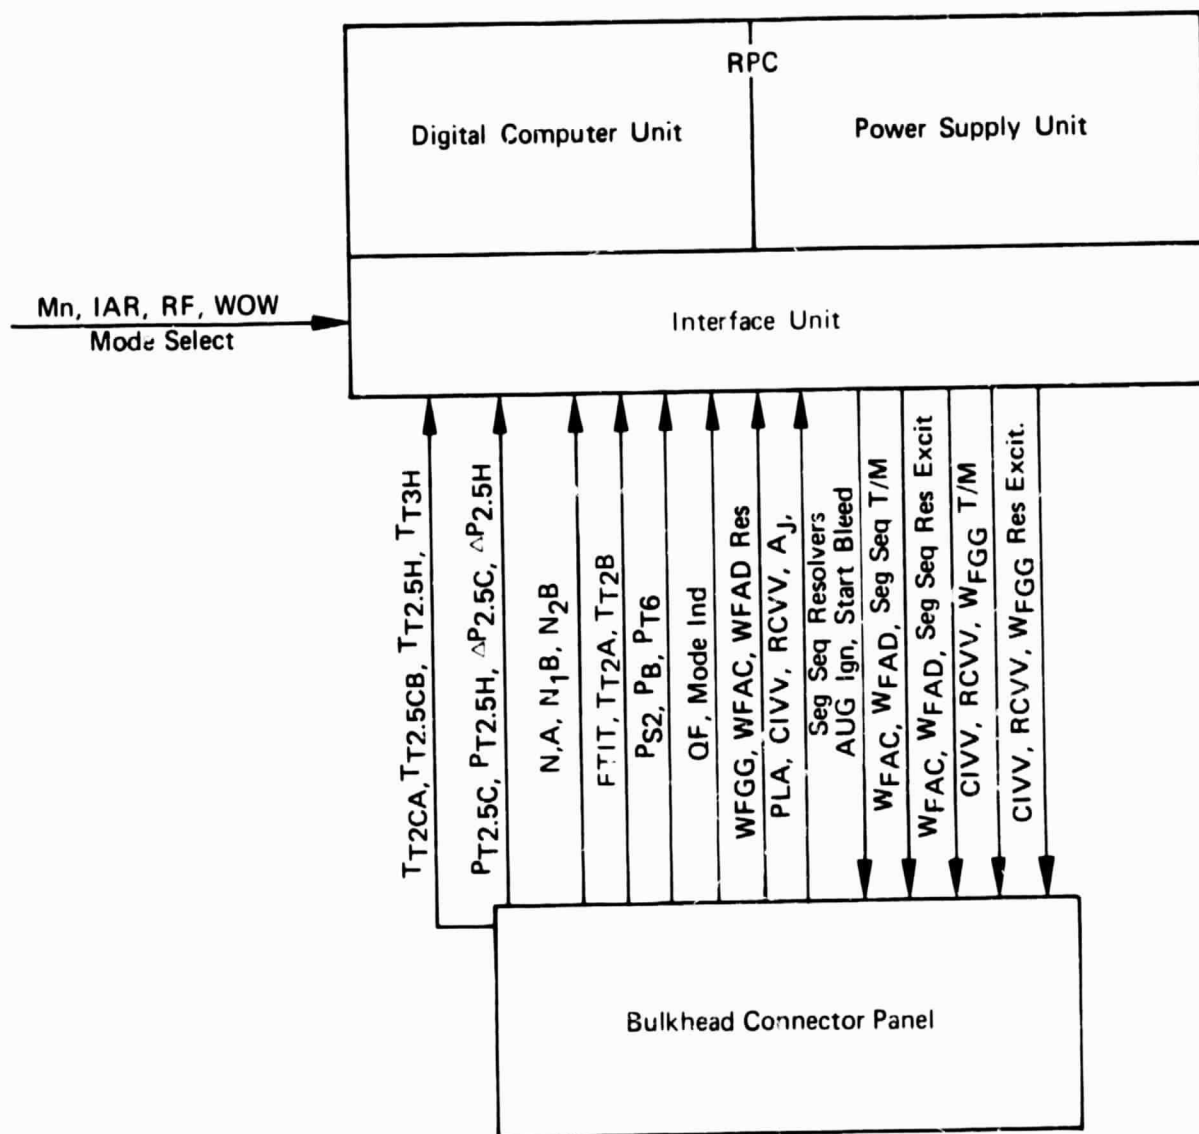 RPC
Digital Computer Unit
Power Supply Unit
Mn, IAR, RF, WOW
Mode Select
Interface Unit
TT2CA, TT2.5CB, TT2.5H, TT3H
PT2.5C, PT2.5H, △P2.5C, △P2.5H
N,A, N1B, N2B
FTIT, TT2A, TT2B
PS2, PB, PT6
QF, Mode Ind
WFGG, WFAC, WFAD Res
PLA, CIVV, RCVV, AJ,
Seg Seq Resolvers
AUG Ign, Start Bleed
WFAC, WFAD, Seg Seq T/M
WFAC, WFAD, Seg Seq Res Excit
CIVV, RCVV, WFGG T/M
CIVV, RCVV, WFGG Res Excit.
Bulkhead Connector Panel